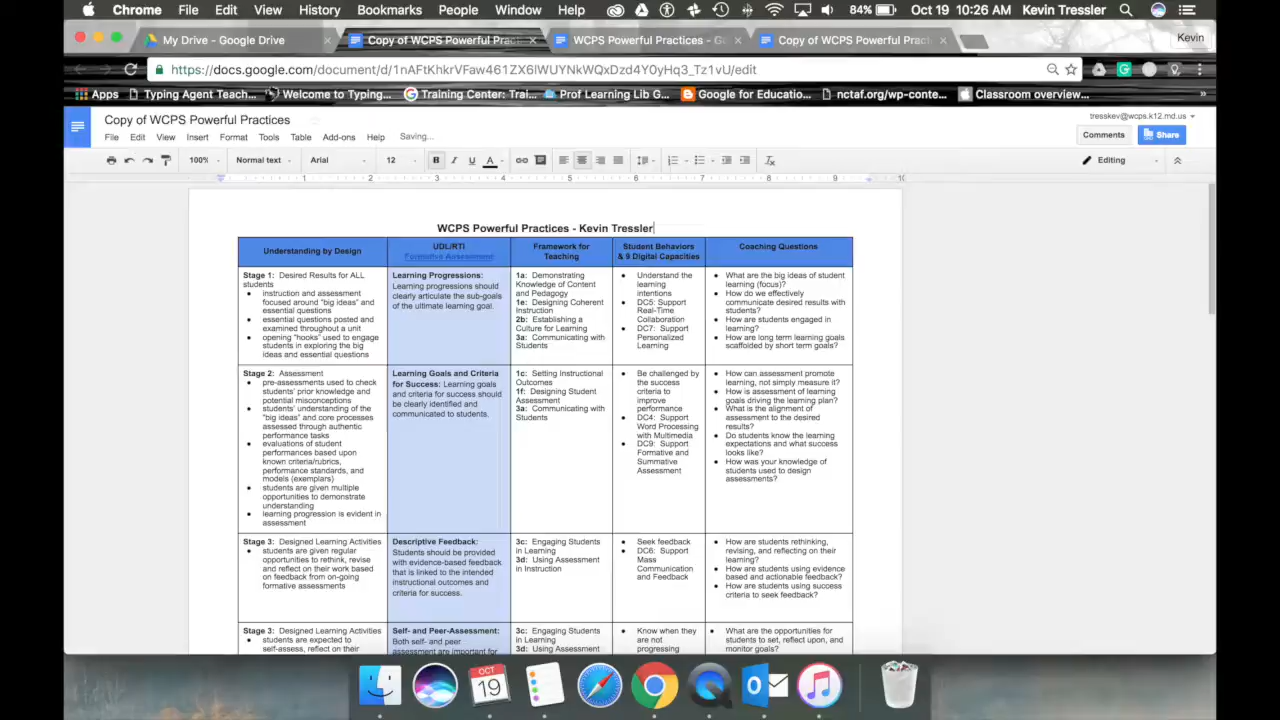 Chrome File Edit View History Bookmarks People Window Help 84% Oct 19 10:26 AM Kevin Tressler
My Drive - Google Drive × Copy of WCPS Powerful Prac × WCPS Powerful Practices - Go × Copy of WCPS Powerful Pract × Kevin
https://docs.google.com/document/d/1nAFtKhkrVFaw461ZX6lWUYNkWQxDzd4Y0yHq3_Tz1vU/edit
Apps Typing Agent Teach... Welcome to Typing... Training Center: Trai... Prof Learning Lib G... Google for Educatio... nctaf.org/wp-conte... Classroom overview... »
Copy of WCPS Powerful Practices
tresskev@wcps.k12.md.us
File Edit View Insert Format Tools Table Add-ons Help Saving...
Comments Share
100% Normal text Arial 12 B I U A Editing
1 2 3 4 5 6 7 8 9 10
WCPS Powerful Practices - Kevin Tressler
Understanding by Design
UDL/RTI
Formative Assessment
Framework for
Teaching
Student Behaviors
& 9 Digital Capacities
Coaching Questions
Stage 1: Desired Results for ALL
students
● instruction and assessment
focused around "big ideas" and
essential questions
● essential questions posted and
examined throughout a unit
● opening "hooks" used to engage
students in exploring the big
ideas and essential questions
Learning Progressions:
Learning progressions should
clearly articulate the sub-goals
of the ultimate learning goal.
1a: Demonstrating
Knowledge of Content
and Pedagogy
1e: Designing Coherent
Instruction
2b: Establishing a
Culture for Learning
3a: Communicating with
Students
● Understand the
learning
intentions
● DC5: Support
Real-Time
Collaboration
● DC7: Support
Personalized
Learning
● What are the big ideas of student
learning (focus)?
● How do we effectively
communicate desired results with
students?
● How are students engaged in
learning?
● How are long term learning goals
scaffolded by short term goals?
Stage 2: Assessment
● pre-assessments used to check
students' prior knowledge and
potential misconceptions
● students' understanding of the
"big ideas" and core processes
assessed through authentic
performance tasks
● evaluations of student
performances based upon
known criteria/rubrics,
performance standards, and
models (exemplars)
● students are given multiple
opportunities to demonstrate
understanding
● learning progression is evident in
assessment
Learning Goals and Criteria
for Success: Learning goals
and criteria for success should
be clearly identified and
communicated to students.
1c: Setting Instructional
Outcomes
1f: Designing Student
Assessment
3a: Communicating with
Students
● Be challenged by
the success
criteria to
improve
performance
● DC4: Support
Word Processing
with Multimedia
● DC9: Support
Formative and
Summative
Assessment
● How can assessment promote
learning, not simply measure it?
● How is assessment of learning
goals driving the learning plan?
● What is the alignment of
assessment to the desired
results?
● Do students know the learning
expectations and what success
looks like?
● How was your knowledge of
students used to design
assessments?
Stage 3: Designed Learning Activities
● students are given regular
opportunities to rethink, revise
and reflect on their work based
on feedback from on-going
formative assessments
Descriptive Feedback:
Students should be provided
with evidence-based feedback
that is linked to the intended
instructional outcomes and
criteria for success.
3c: Engaging Students
in Learning
3d: Using Assessment
in Instruction
● Seek feedback
● DC6: Support
Mass
Communication
and Feedback
● How are students rethinking,
revising, and reflecting on their
learning?
● How are students using evidence
based and actionable feedback?
● How are students using success
criteria to seek feedback?
Stage 3: Designed Learning Activities
● students are expected to
self-assess, reflect on their
Self- and Peer-Assessment:
Both self- and peer
assessment are important for
3c: Engaging Students
in Learning
3d: Using Assessment
● Know when they
are not
progressing
● What are the opportunities for
students to set, reflect upon, and
monitor goals?
OCT
19